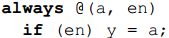 always @(a, en)
if (en) y = a;